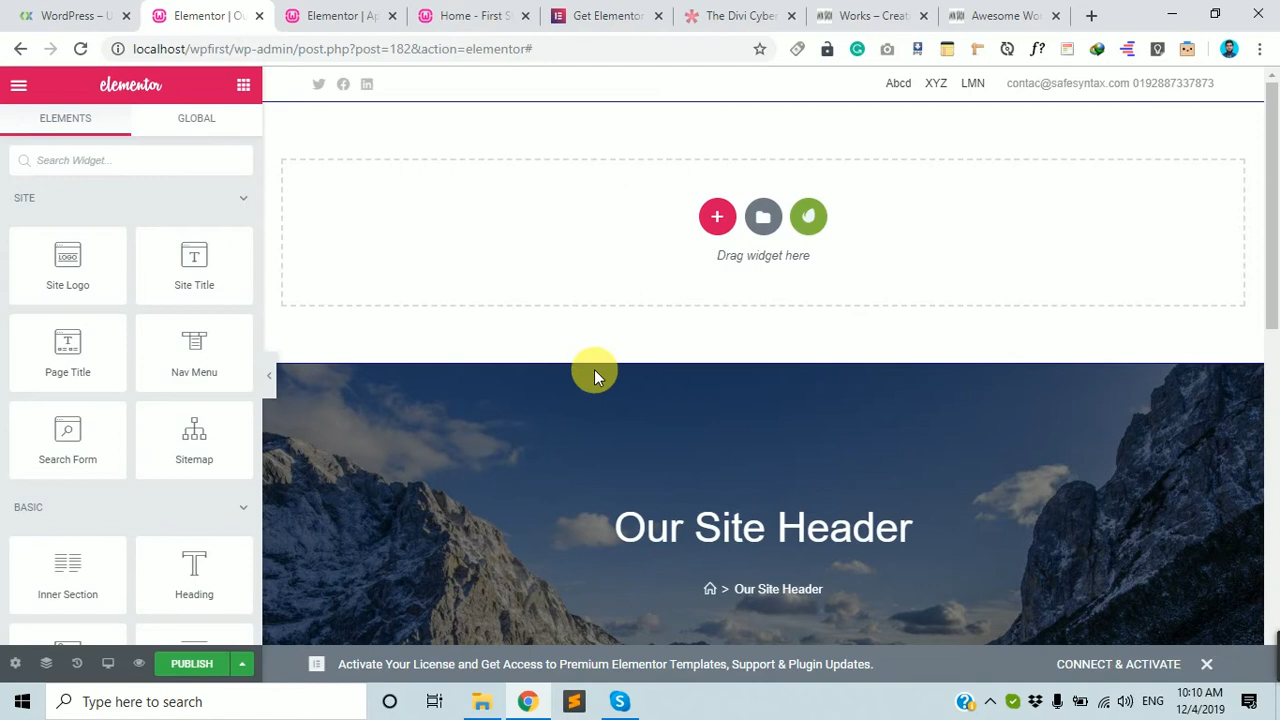 Elementor | Ou
Elementor | Ap
Home - First S
Get Elementor
The Divi Cyber
Works – Creat
Awesome Wor
localhost/wpfirst/wp-admin/post.php?post=182&action=elementor#
elementor
ELEMENTS
GLOBAL
Search Widget...
SITE
Site Logo
Site Title
Page Title
Nav Menu
Search Form
Sitemap
BASIC
Inner Section
Heading
PUBLISH
Abcd XYZ LMN contac@safesyntax.com 0192887337873
Drag widget here
Our Site Header
> Our Site Header
Activate Your License and Get Access to Premium Elementor Templates, Support & Plugin Updates.
CONNECT & ACTIVATE
Type here to search
ENG
10:10 AM
12/4/2019